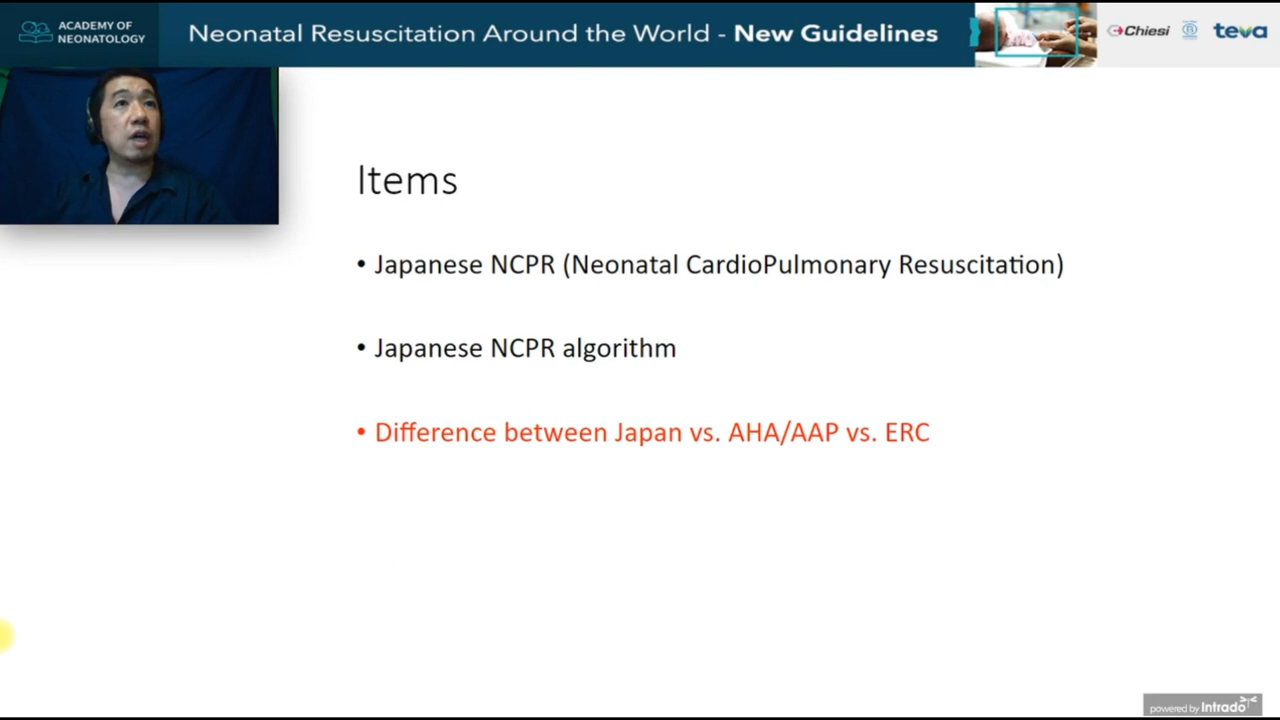 ACADEMY OF
NEONATOLOGY
Neonatal Resuscitation Around the World - New Guidelines
Chiesi
teva
Items
• Japanese NCPR (Neonatal CardioPulmonary Resuscitation)
• Japanese NCPR algorithm
• Difference between Japan vs. AHA/AAP vs. ERC
powered by Intrado